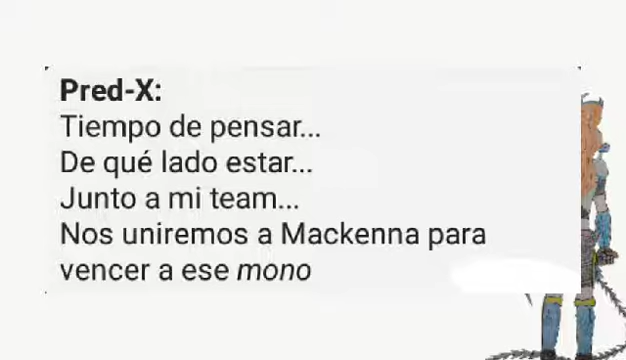 Pred-X:
Tiempo de pensar...
De qué lado estar...
Junto a mi team...
Nos uniremos a Mackenna para
vencer a ese mono